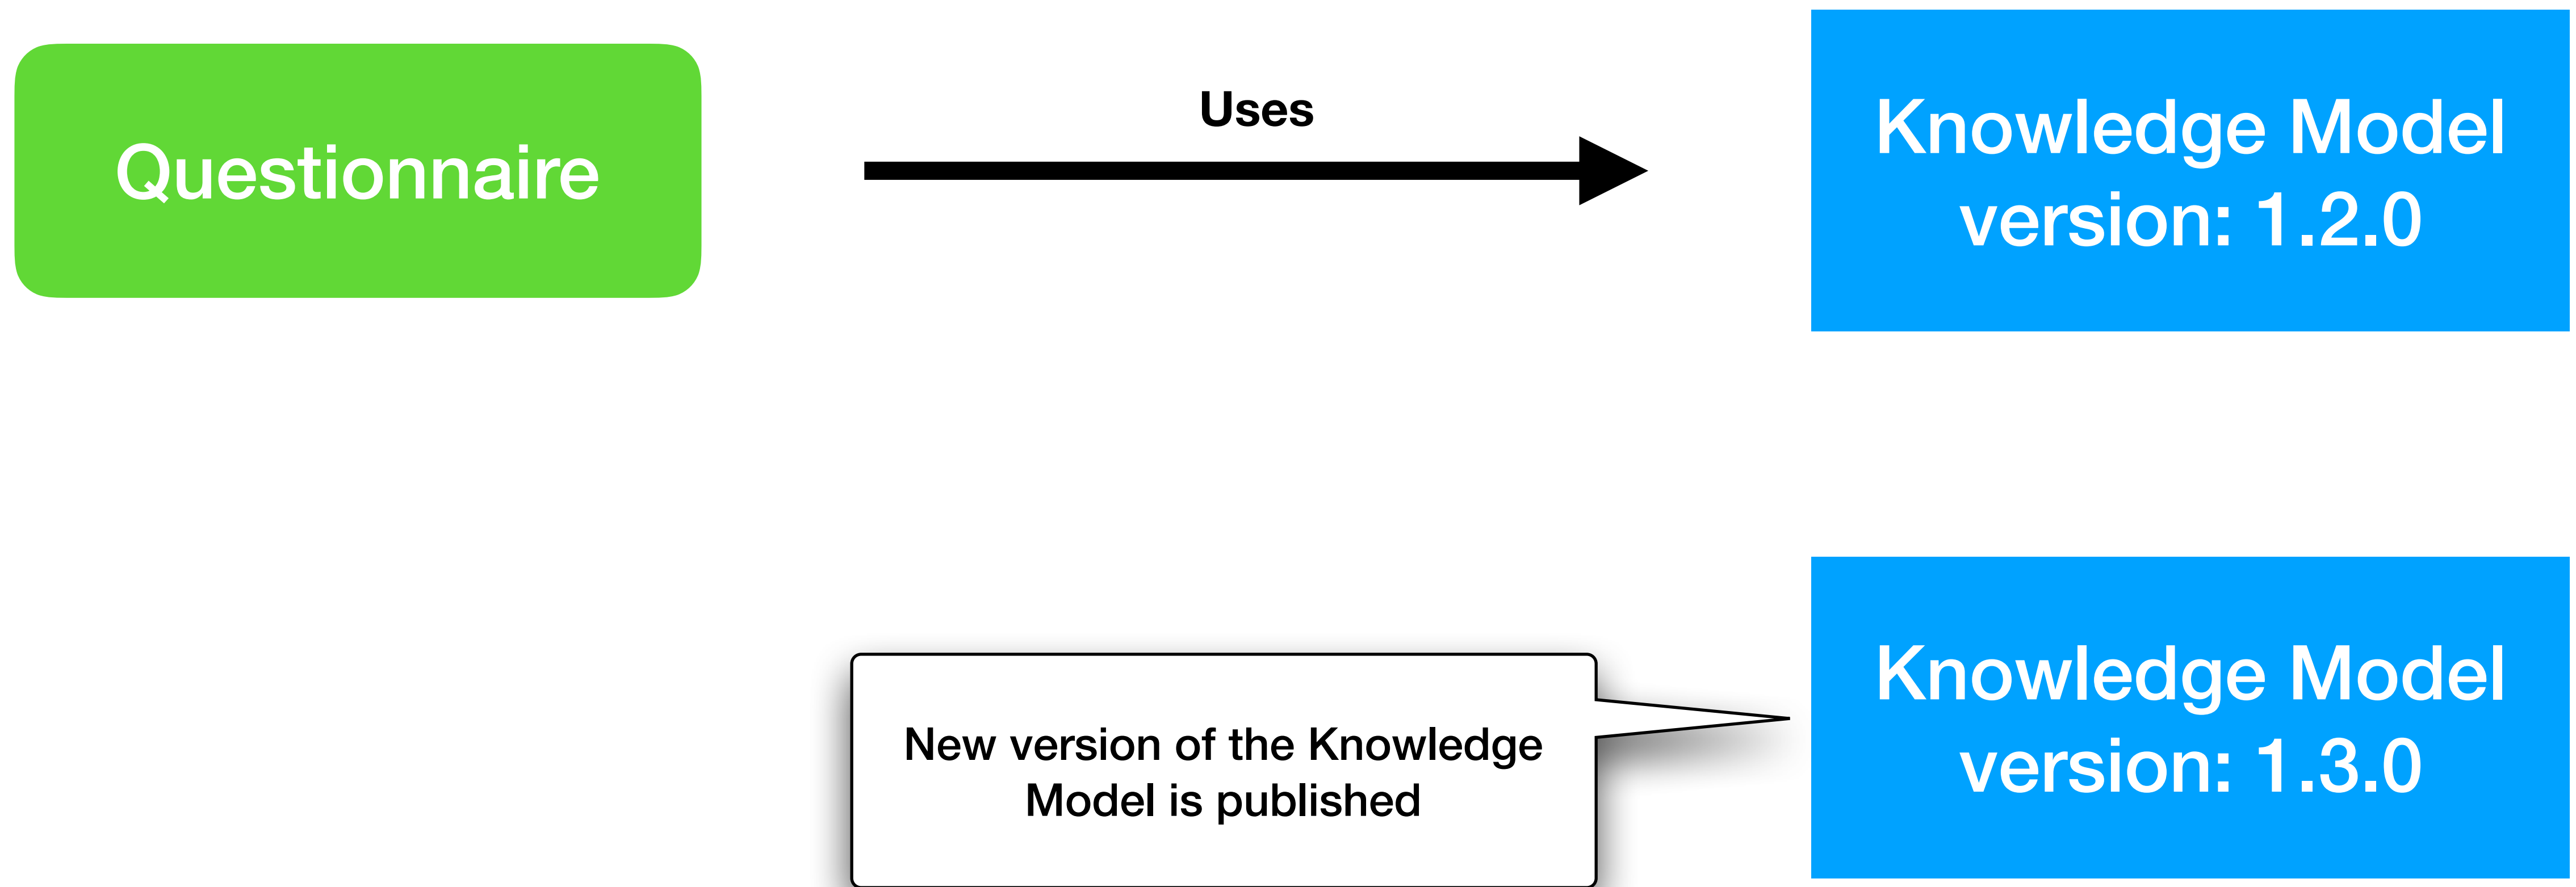 Questionnaire
Uses
Knowledge Model
version: 1.2.0
New version of the Knowledge
Model is published
Knowledge Model
version: 1.3.0